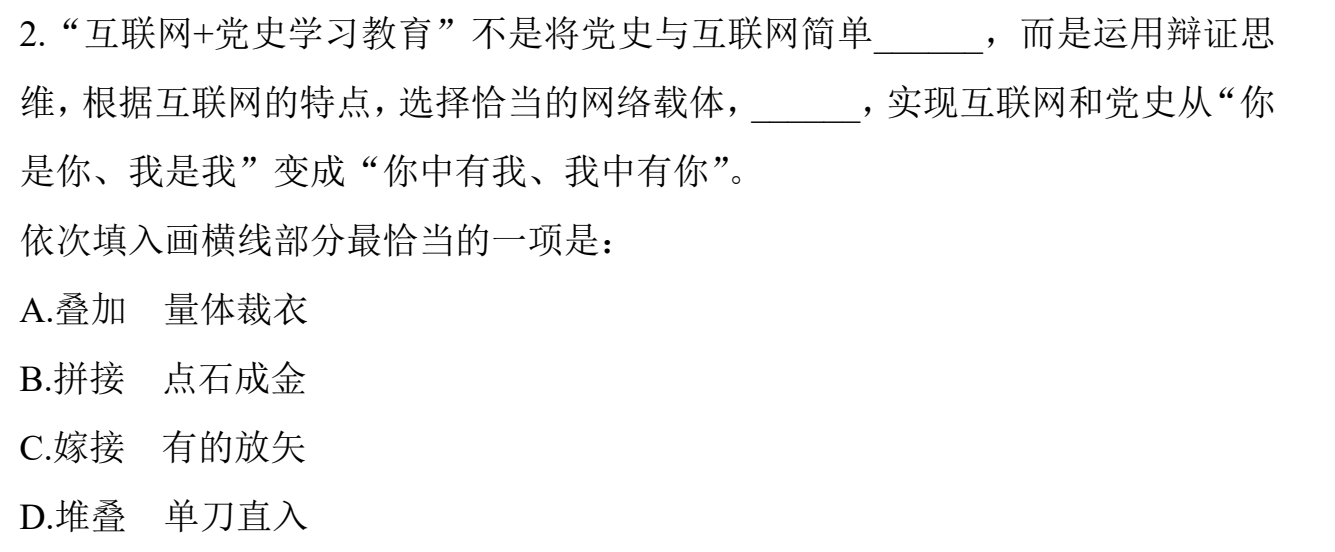 2.“互联网+党史学习教育”不是将党史与互联网简单______，而是运用辩证思
维，根据互联网的特点，选择恰当的网络载体，______，实现互联网和党史从“你
是你、我是我”变成“你中有我、我中有你”。
依次填入画横线部分最恰当的一项是：
A.叠加　量体裁衣
B.拼接　点石成金
C.嫁接　有的放矢
D.堆叠　单刀直入